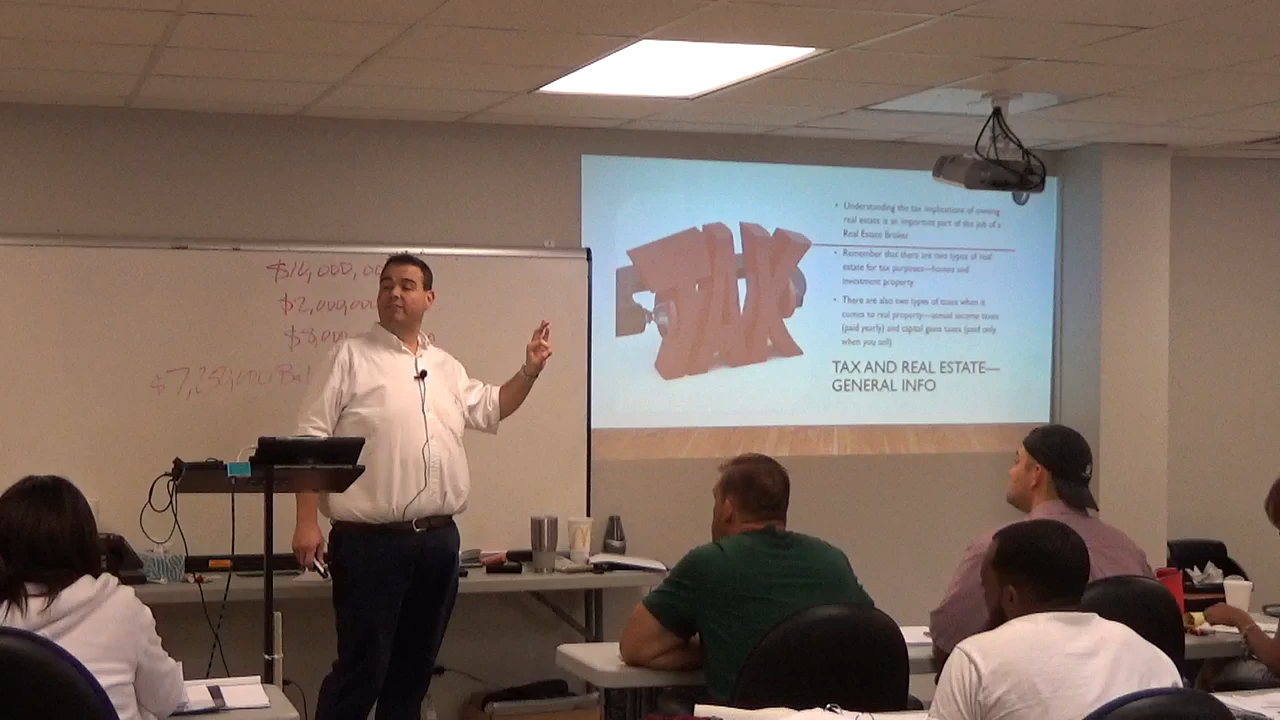 $14,000,00
$2,000,000
$8,000
$7,250,000 Bal
TAX
• Understanding the tax implications of owning
real estate is an important part of the job of a
Real Estate Broker
• Remember that there are two types of real
estate for tax purposes—homes and
investment property
• There are also two types of taxes when it
comes to real property—annual income taxes
(paid yearly) and capital gains taxes (paid only
when you sell)
TAX AND REAL ESTATE—
GENERAL INFO